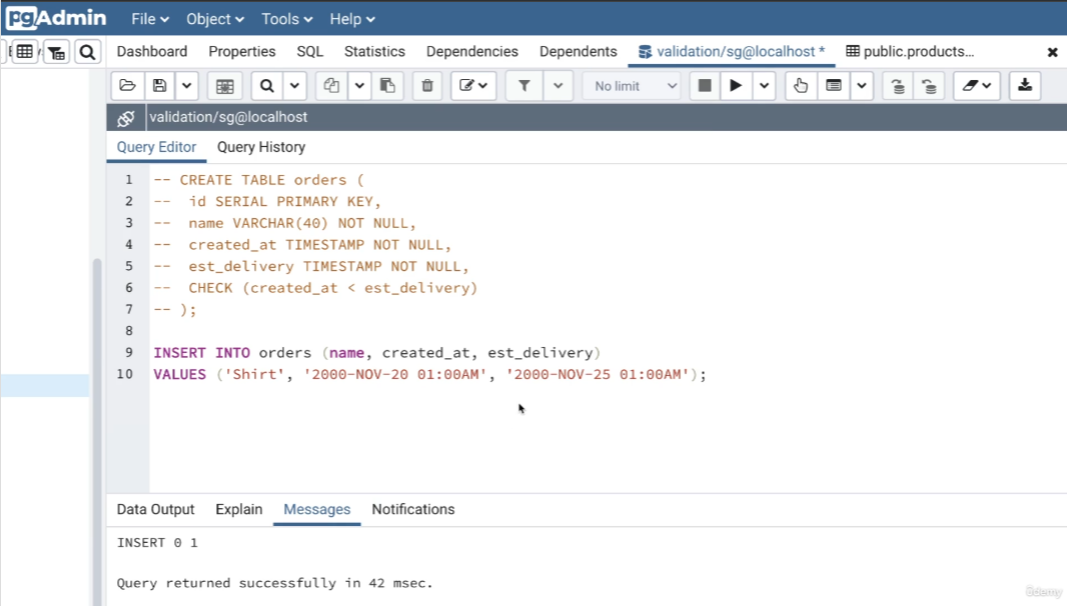 pgAdmin File Object Tools Help
Dashboard Properties SQL Statistics Dependencies Dependents validation/sg@localhost * public.products...
No limit
validation/sg@localhost
Query Editor Query History
1 -- CREATE TABLE orders (
2 --  id SERIAL PRIMARY KEY,
3 --  name VARCHAR(40) NOT NULL,
4 --  created_at TIMESTAMP NOT NULL,
5 --  est_delivery TIMESTAMP NOT NULL,
6 --  CHECK (created_at < est_delivery)
7 -- );
8
9 INSERT INTO orders (name, created_at, est_delivery)
10 VALUES ('Shirt', '2000-NOV-20 01:00AM', '2000-NOV-25 01:00AM');
Data Output Explain Messages Notifications
INSERT 0 1
Query returned successfully in 42 msec.
ûdemy